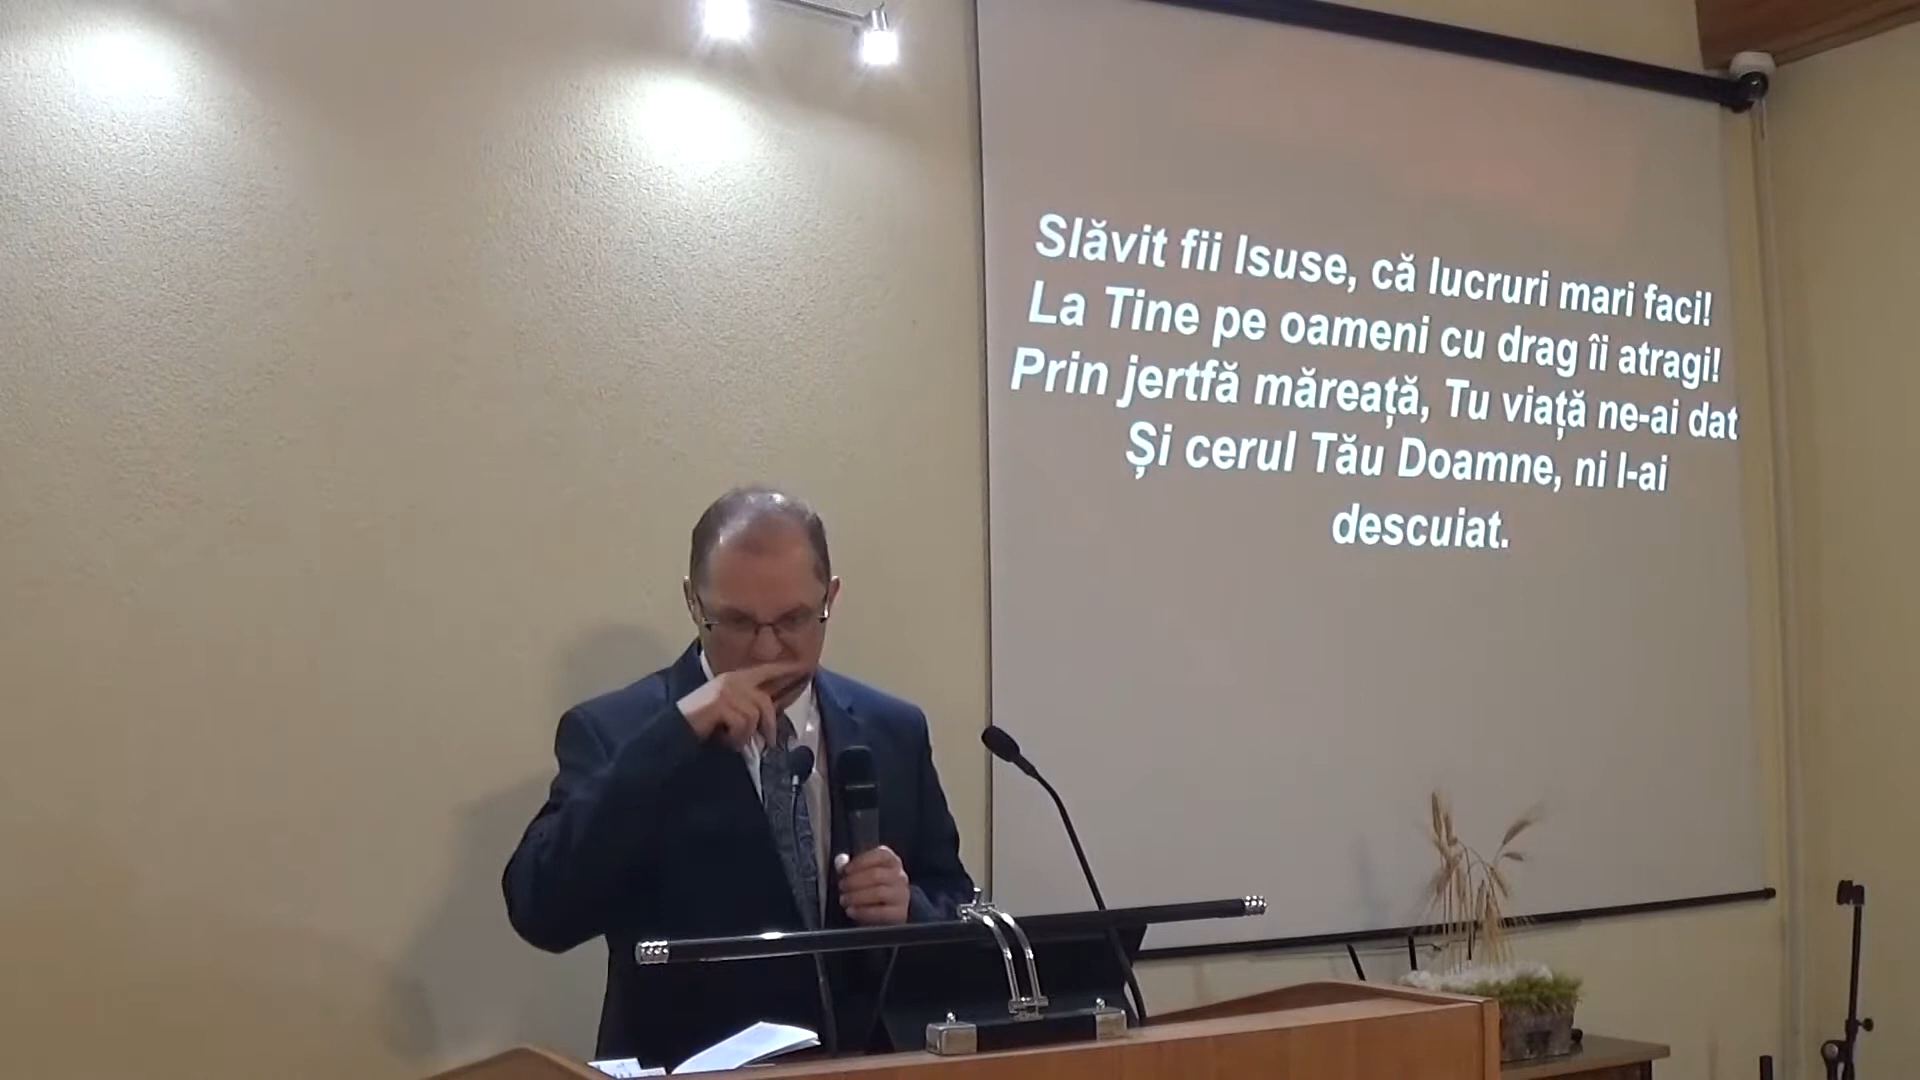 Slăvit fii Isuse, că lucruri mari faci!
La Tine pe oameni cu drag îi atragi!
Prin jertfă măreață, Tu viață ne-ai dat
Și cerul Tău Doamne, ni l-ai
descuiat.